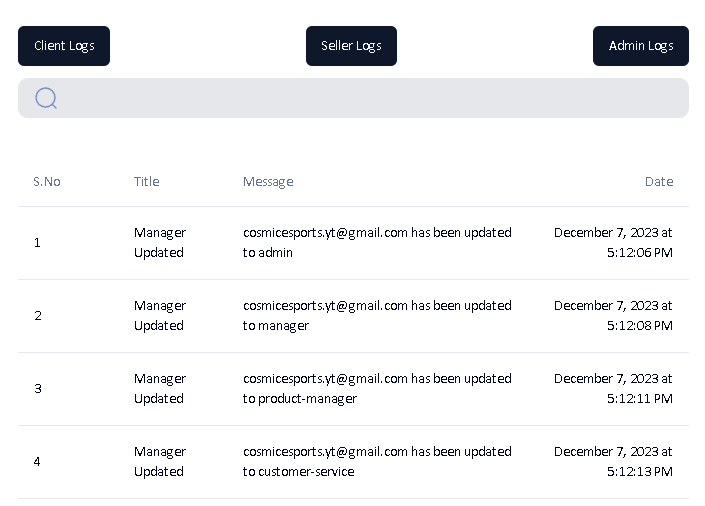 Client Logs Seller Logs Admin Logs
S.No Title Message Date
1 Manager Updated cosmicesports.yt@gmail.com has been updated to admin December 7, 2023 at 5:12:06 PM
2 Manager Updated cosmicesports.yt@gmail.com has been updated to manager December 7, 2023 at 5:12:08 PM
3 Manager Updated cosmicesports.yt@gmail.com has been updated to product-manager December 7, 2023 at 5:12:11 PM
4 Manager Updated cosmicesports.yt@gmail.com has been updated to customer-service December 7, 2023 at 5:12:13 PM